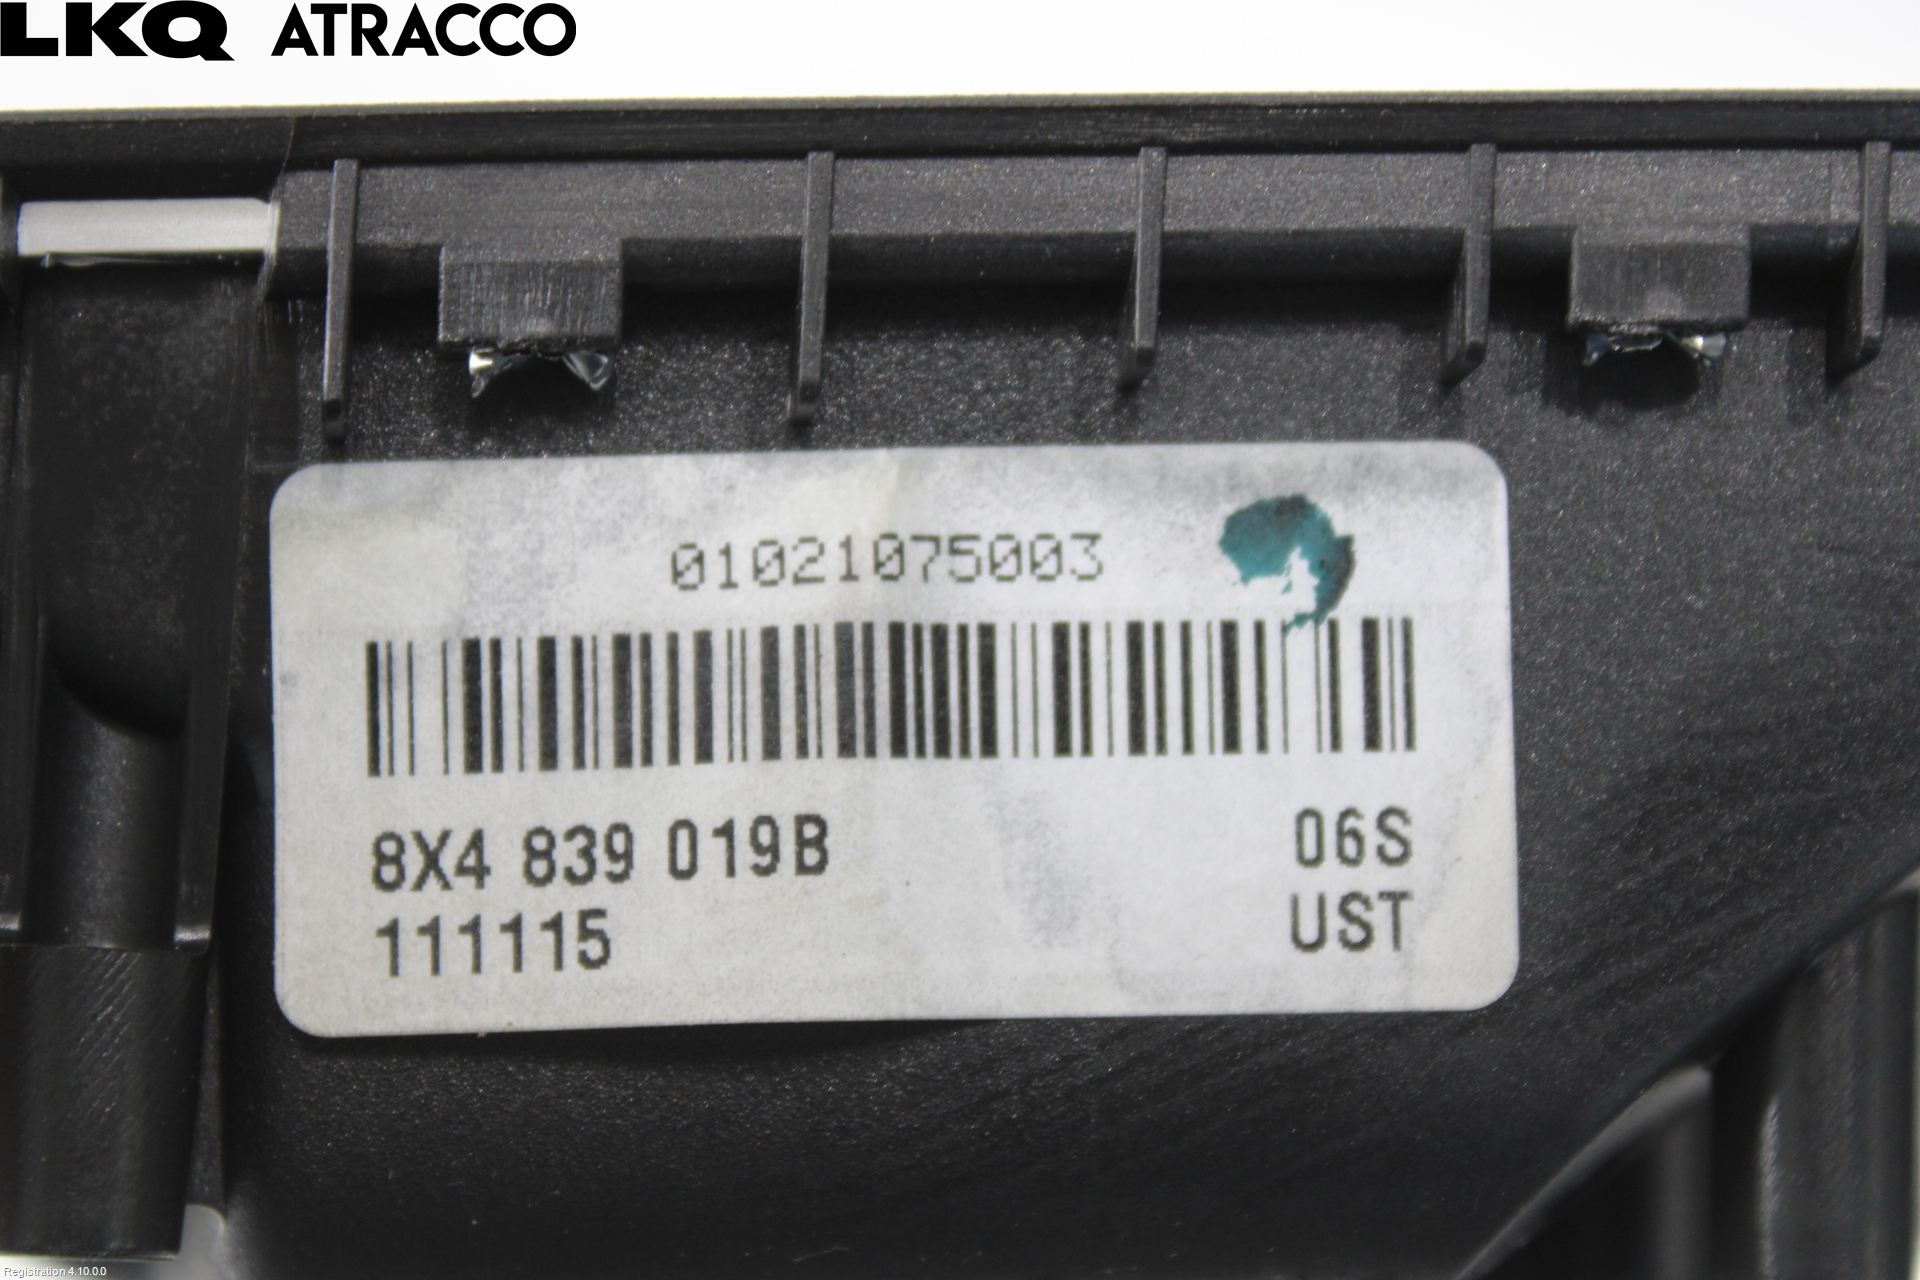 LKQ ATRACCO
01021075003
8X4 839 019B 06S
111115 UST
Registration 4.10.0.0